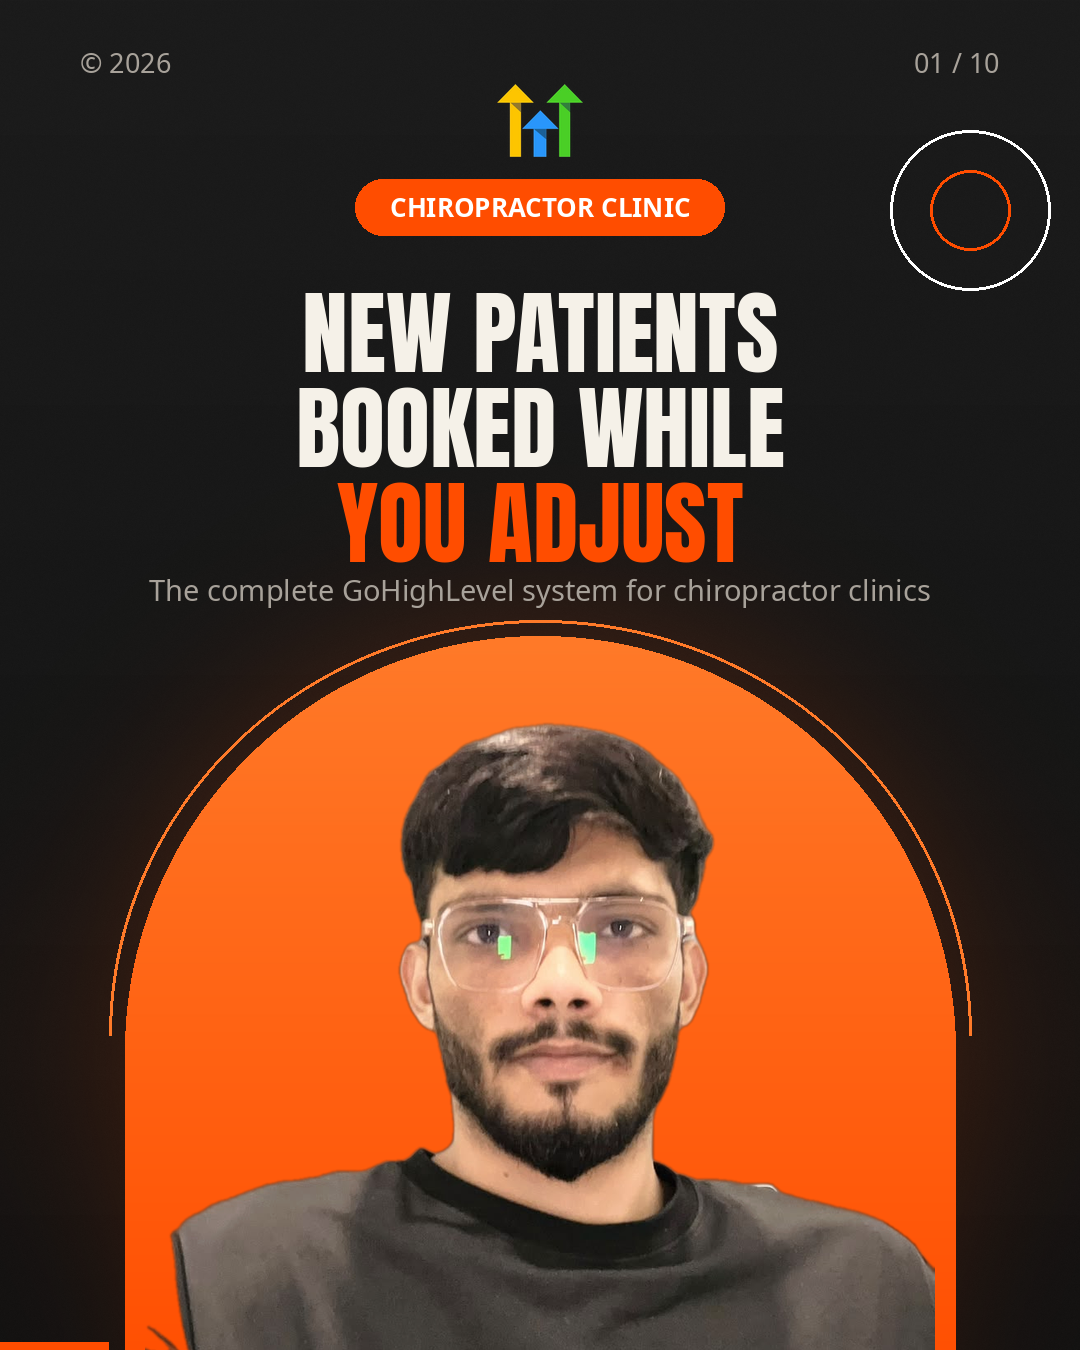 © 2026
01 / 10
CHIROPRACTOR CLINIC
NEW PATIENTS
BOOKED WHILE
YOU ADJUST
The complete GoHighLevel system for chiropractor clinics